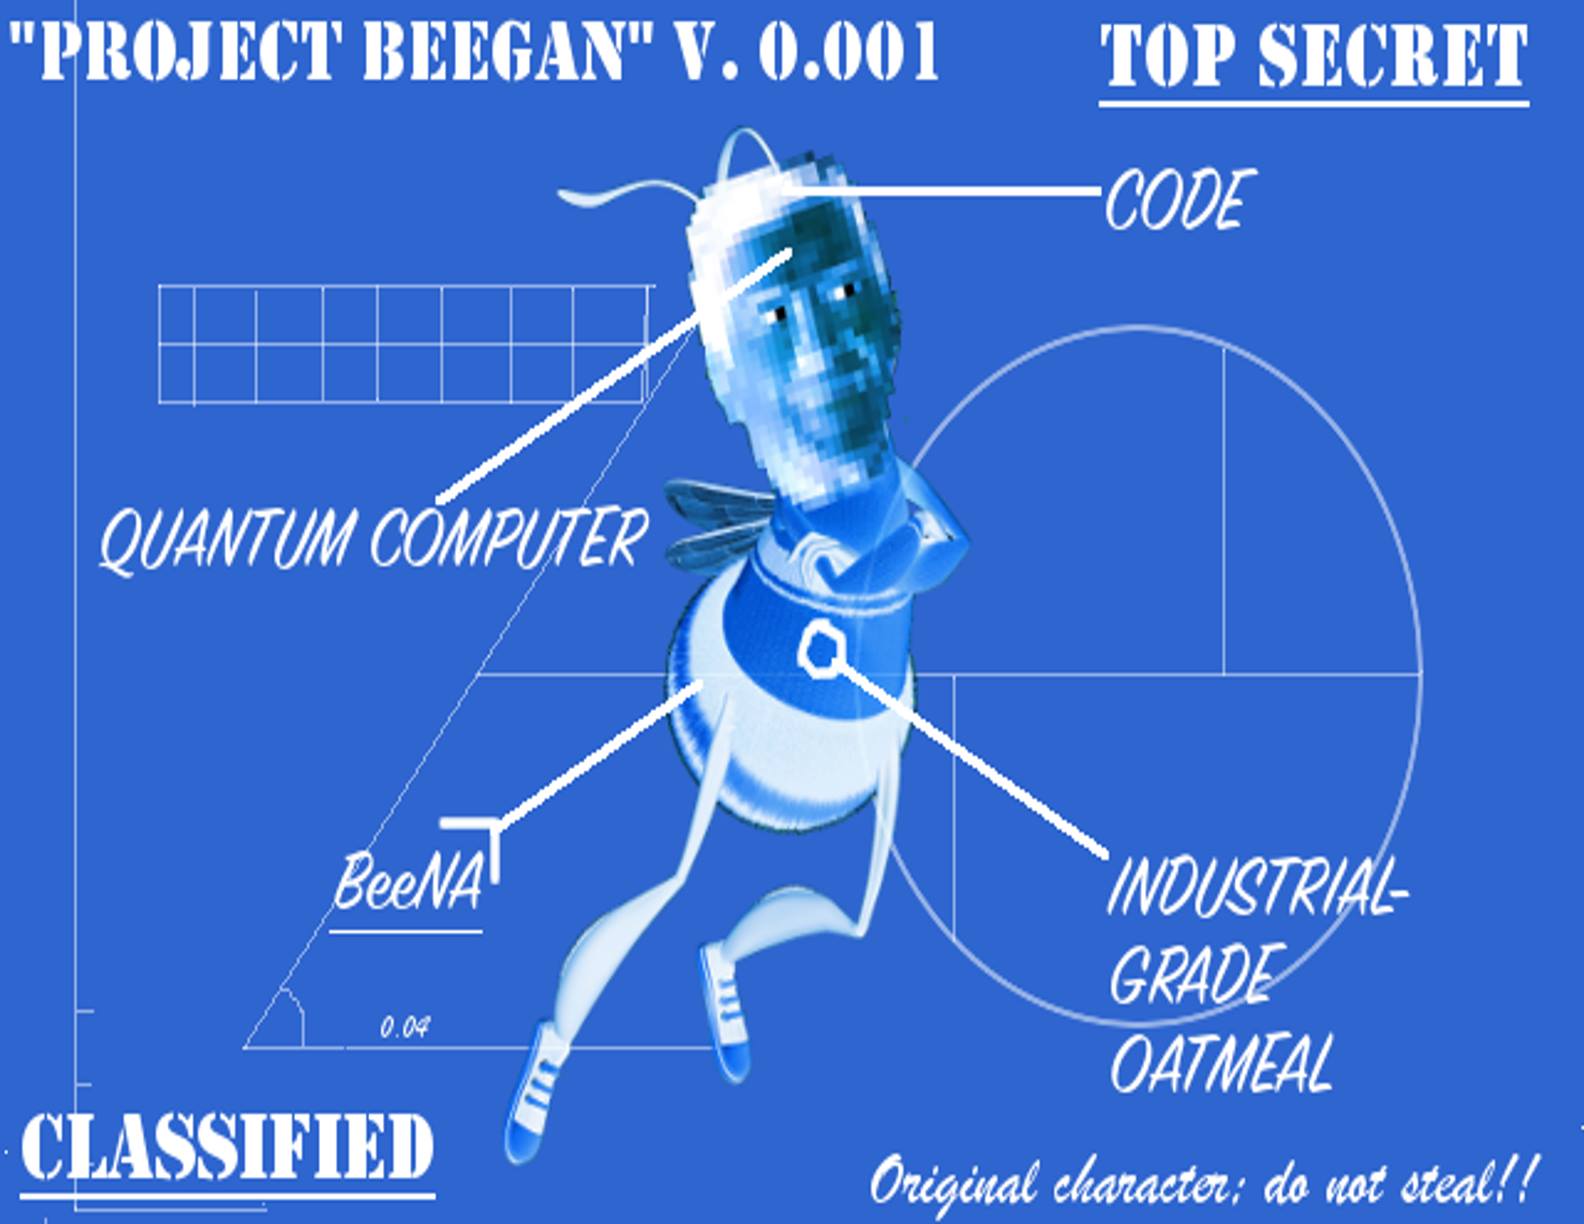 "PROJECT BEEGAN" V. 0.001
TOP SECRET
CODE
QUANTUM COMPUTER
BeeNA
INDUSTRIAL-
GRADE
OATMEAL
0.04
CLASSIFIED
Original character; do not steal!!